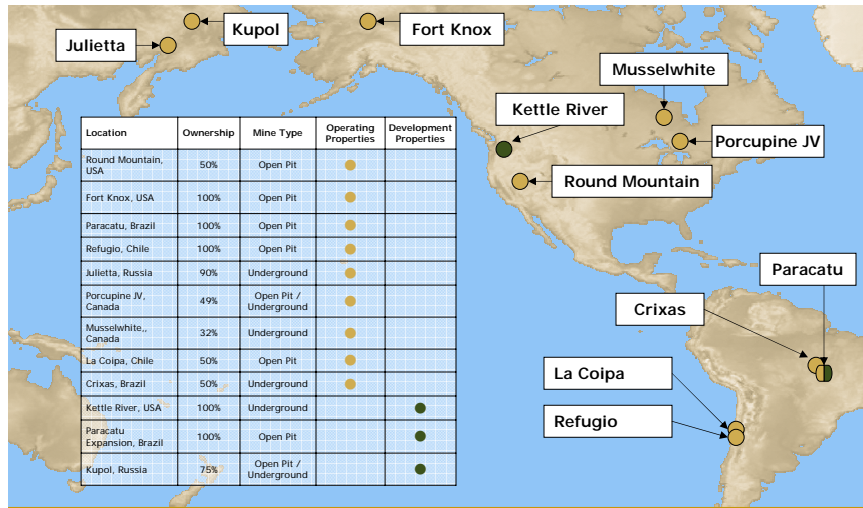 Kupol
Fort Knox
Julietta
Musselwhite
Kettle River
Porcupine JV
Round Mountain
Paracatu
Crixas
La Coipa
Refugio
Location Ownership Mine Type Operating Properties Development Properties
Round Mountain, USA 50% Open Pit
Fort Knox, USA 100% Open Pit
Paracatu, Brazil 100% Open Pit
Refugio, Chile 100% Open Pit
Julietta, Russia 90% Underground
Porcupine JV, Canada 49% Open Pit / Underground
Musselwhite,, Canada 32% Underground
La Coipa, Chile 50% Open Pit
Crixas, Brazil 50% Underground
Kettle River, USA 100% Underground
Paracatu Expansion, Brazil 100% Open Pit
Kupol, Russia 75% Open Pit / Underground